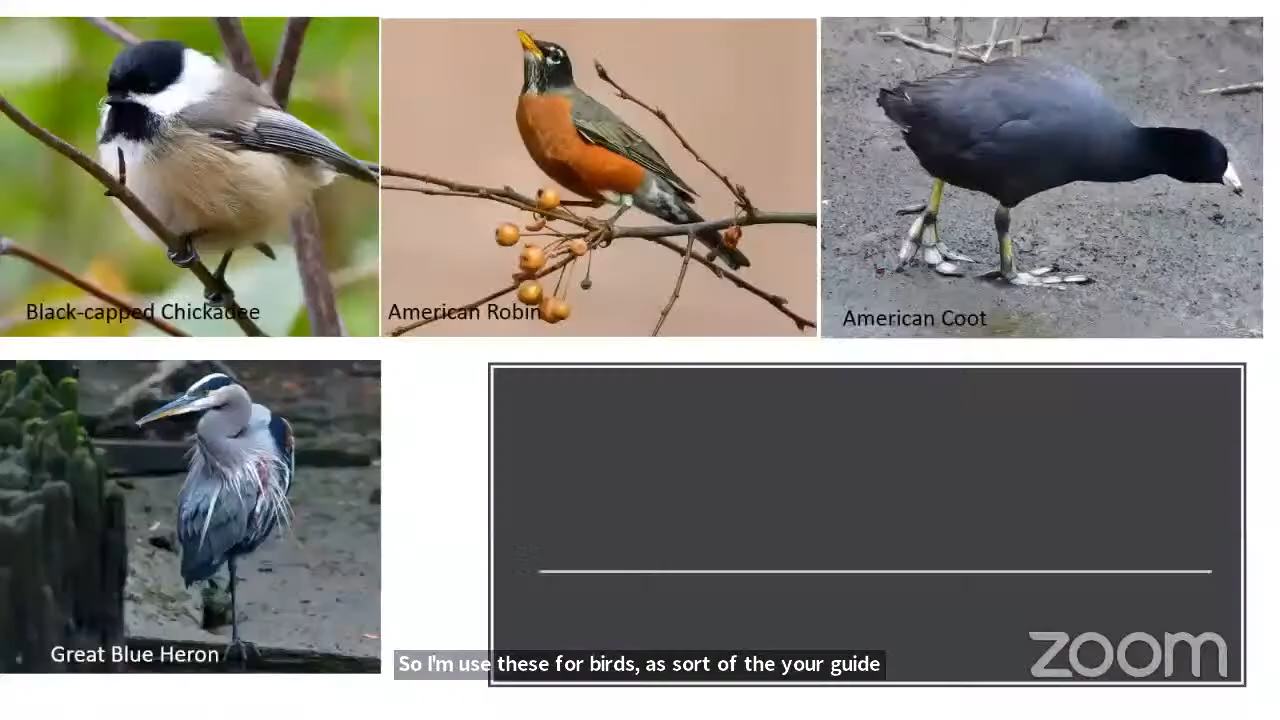 Black-capped Chickadee
American Robin
American Coot
Great Blue Heron
So I'm use these for birds, as sort of the your guide
zoom